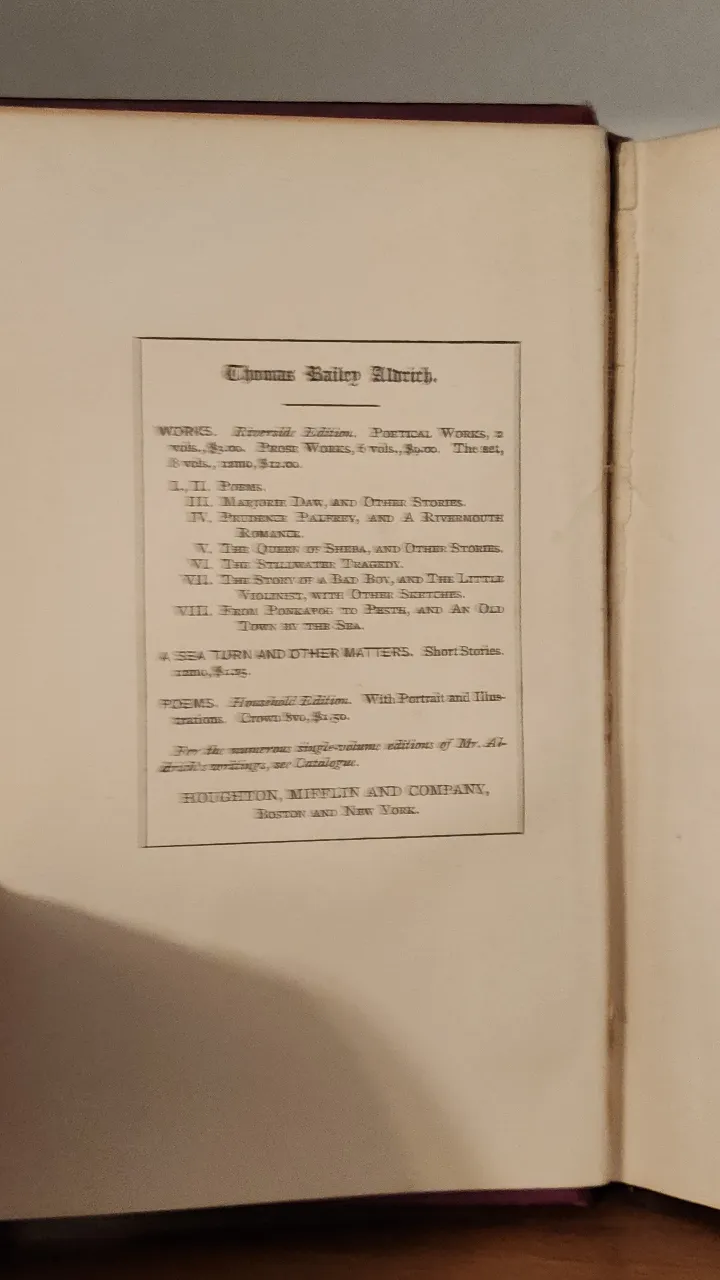 Thomas Bailey Aldrich.
WORKS. Riverside Edition. POETICAL WORKS, 2
vols., $3.00. PROSE WORKS, 6 vols., $9.00. The set,
8 vols., 12mo, $12.00.
I., II. POEMS.
III. MARJORIE DAW, AND OTHER STORIES.
IV. PRUDENCE PALFREY, AND A RIVERMOUTH
ROMANCE.
V. THE QUEEN OF SHEBA, AND OTHER STORIES.
VI. THE STILLWATER TRAGEDY.
VII. THE STORY OF A BAD BOY, AND THE LITTLE
VIOLINIST, WITH OTHER SKETCHES.
VIII. FROM PONKAPOG TO PESTH, AND AN OLD
TOWN BY THE SEA.
A SEA TURN AND OTHER MATTERS. Short Stories.
12mo, $1.25.
POEMS. Household Edition. With Portrait and Illus-
trations. Crown 8vo, $1.50.
For the numerous single-volume editions of Mr. Al-
drich's writings, see Catalogue.
HOUGHTON, MIFFLIN AND COMPANY,
BOSTON AND NEW YORK.